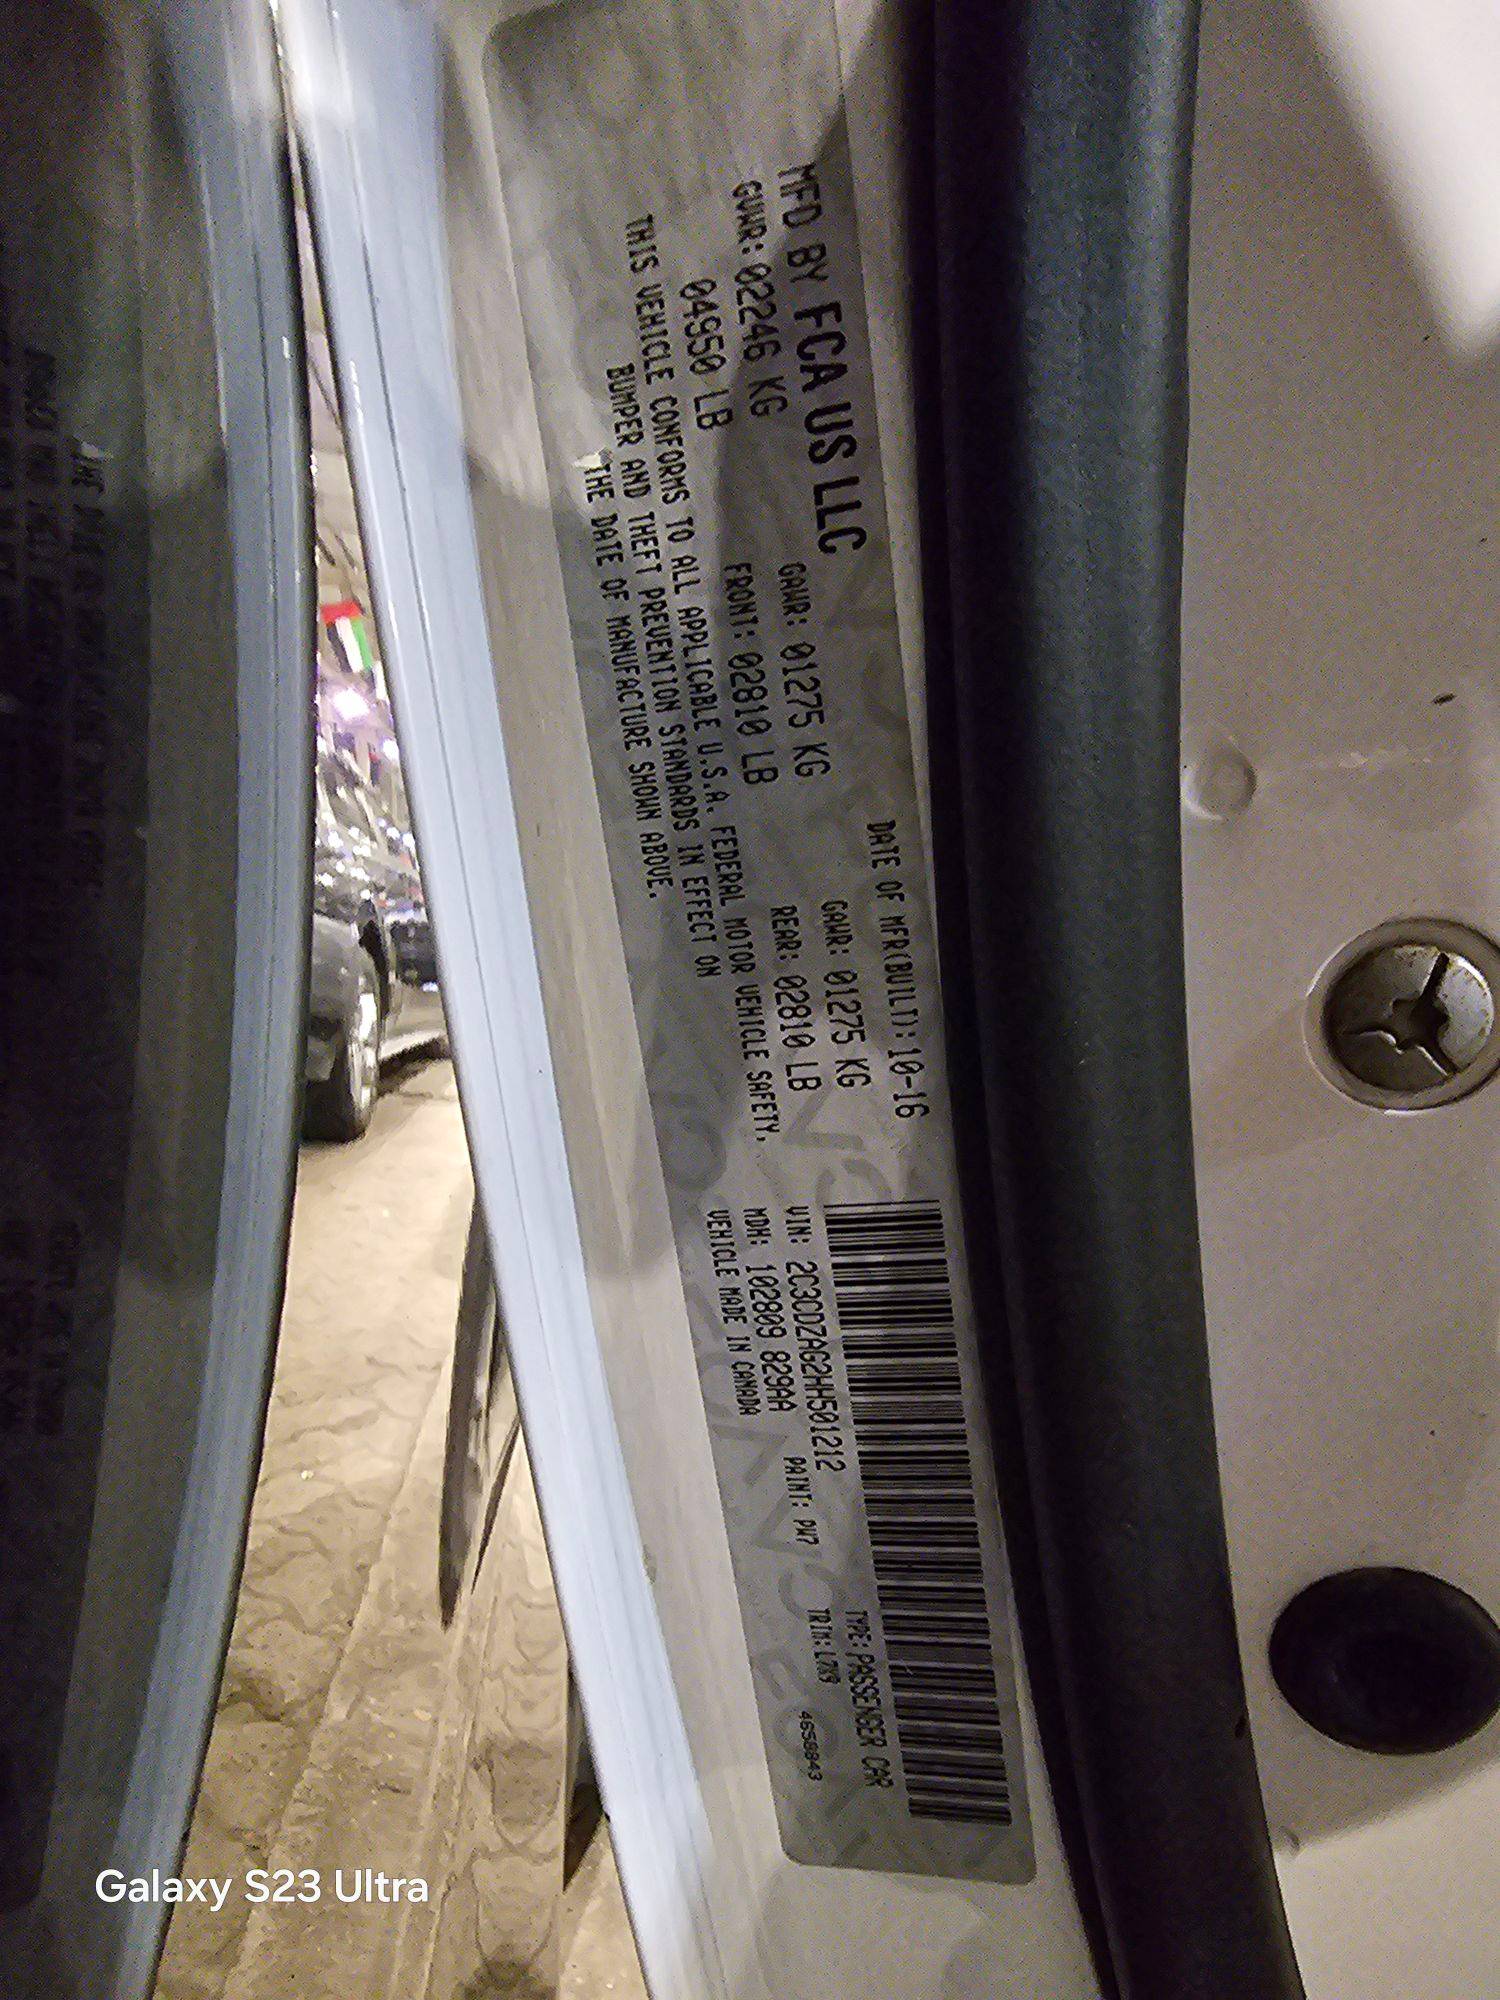 MFD BY FCA US LLC
DATE OF MFR(BUILT):10-16
GVWR: 02246 KG
04950 LB
GAWR: 01275 KG
FRONT: 02810 LB
GAWR: 01275 KG
REAR: 02810 LB
THIS VEHICLE CONFORMS TO ALL APPLICABLE U.S.A. FEDERAL MOTOR VEHICLE SAFETY,
BUMPER AND THEFT PREVENTION STANDARDS IN EFFECT ON
THE DATE OF MANUFACTURE SHOWN ABOVE.
VIN: 2C3CDZAG2HH501212
TYPE: PASSENGER CAR
MDH: 102809 829AA
PAINT: PW7
TRIM: L7X9
VEHICLE MADE IN CANADA
4658843
Galaxy S23 Ultra